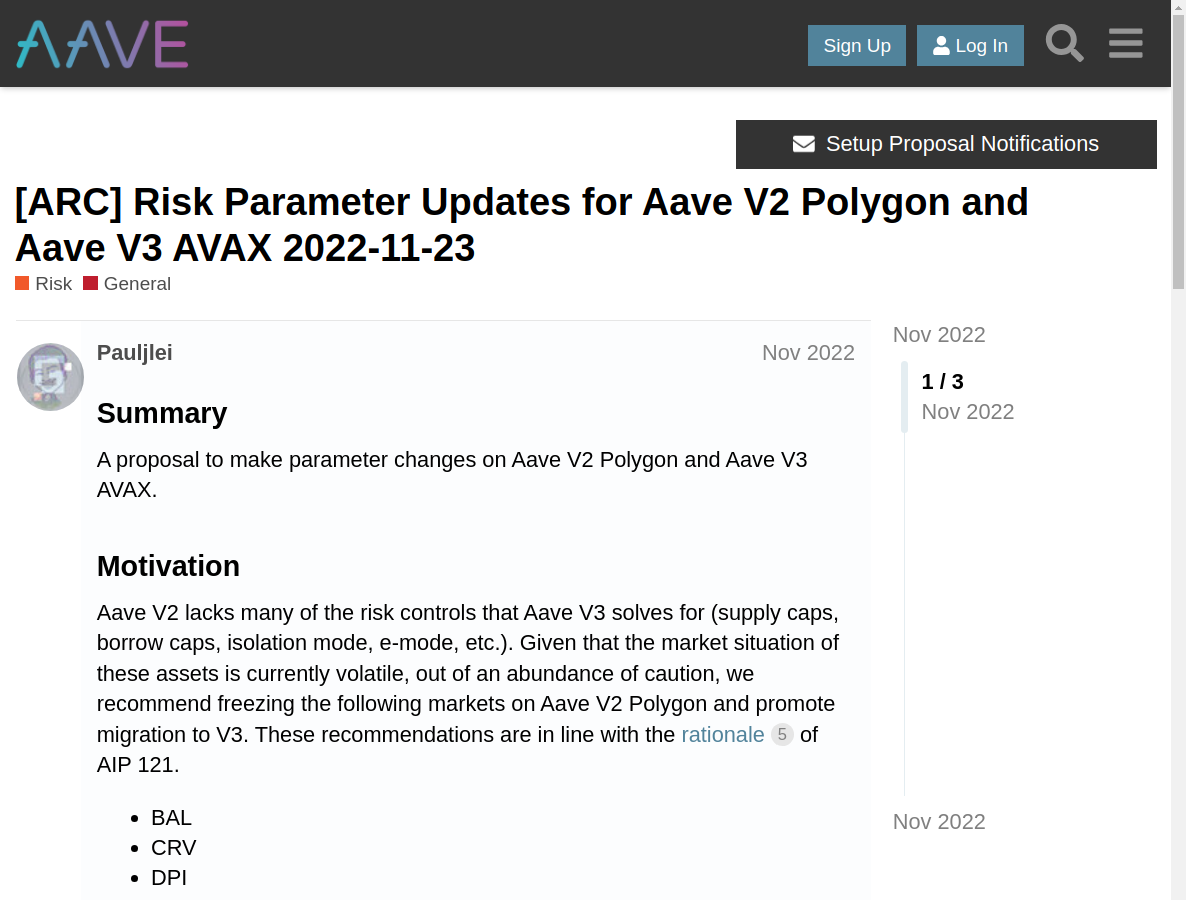 AAVE
Sign Up
Log In
Setup Proposal Notifications
[ARC] Risk Parameter Updates for Aave V2 Polygon and
Aave V3 AVAX 2022-11-23
Risk General
Pauljlei Nov 2022
Nov 2022
1 / 3
Nov 2022
Summary
A proposal to make parameter changes on Aave V2 Polygon and Aave V3
AVAX.
Motivation
Aave V2 lacks many of the risk controls that Aave V3 solves for (supply caps,
borrow caps, isolation mode, e-mode, etc.). Given that the market situation of
these assets is currently volatile, out of an abundance of caution, we
recommend freezing the following markets on Aave V2 Polygon and promote
migration to V3. These recommendations are in line with the rationale 5 of
AIP 121.
• BAL
• CRV
• DPI
Nov 2022